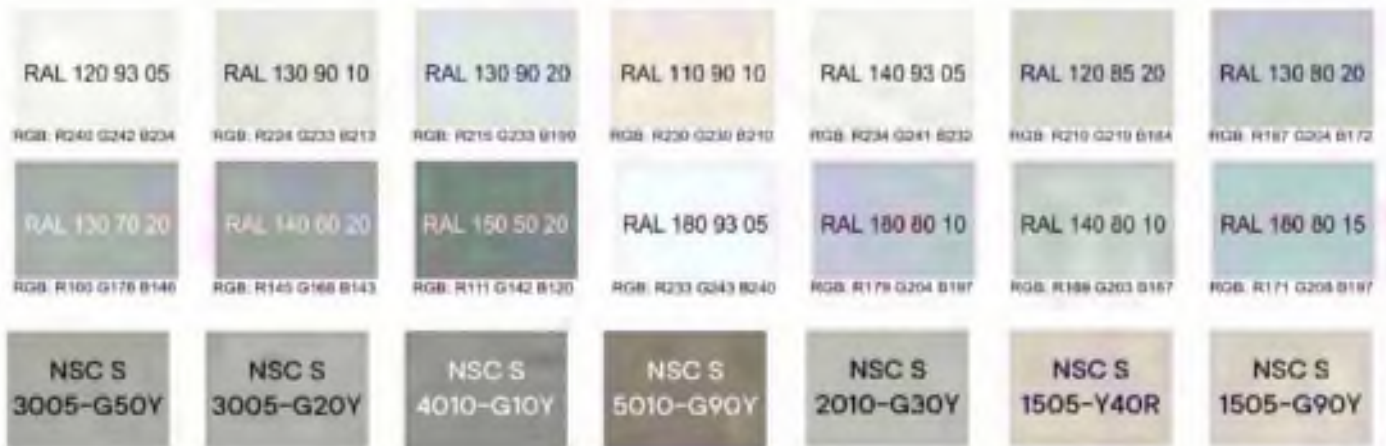 RAL 120 93 05
RAL 130 90 10
RAL 130 90 20
RAL 110 90 10
RAL 140 93 05
RAL 120 85 20
RAL 130 80 20
RGB: R240 G242 B234
RGB: R224 G233 B213
RGB: R215 G233 B199
RGB: R230 G230 B210
RGB: R234 G241 B232
RGB: R210 G219 B184
RGB: R187 G204 B172
RAL 130 70 20
RAL 140 60 20
RAL 150 50 20
RAL 180 93 05
RAL 180 80 10
RAL 140 80 10
RAL 180 80 15
RGB: R160 G176 B146
RGB: R145 G168 B143
RGB: R111 G142 B120
RGB: R233 G243 B240
RGB: R179 G204 B197
RGB: G203
RGB: R171 G208 B197
NSC S
3005-G50Y
NSC S
3005-G20Y
NSC S
4010-G10Y
NSC S
5010-G90Y
NSC S
2010-G30Y
NSC S
1505-Y40R
NSC S
1505-G90Y